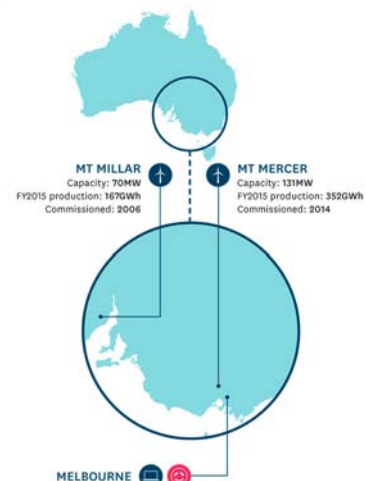 MT MILLAR
Capacity: 70MW
FY2015 production: 167GWh
Commissioned: 2006
MT MERCER
Capacity: 131MW
FY2015 production: 352GWh
Commissioned: 2014
MELBOURNE